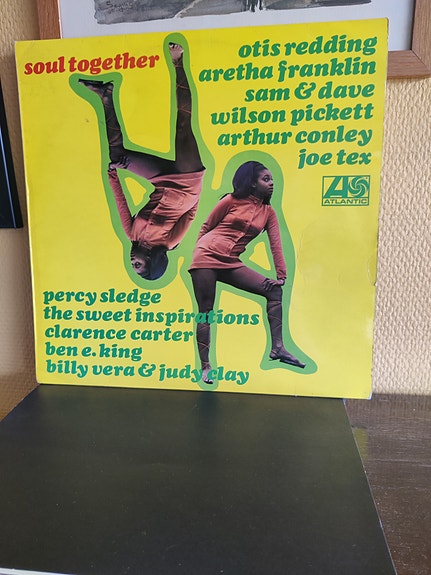 soul together
otis redding
aretha franklin
sam & dave
wilson pickett
arthur conley
joe tex
ATLANTIC
percy sledge
the sweet inspirations
clarence carter
ben e. king
billy vera & judy clay